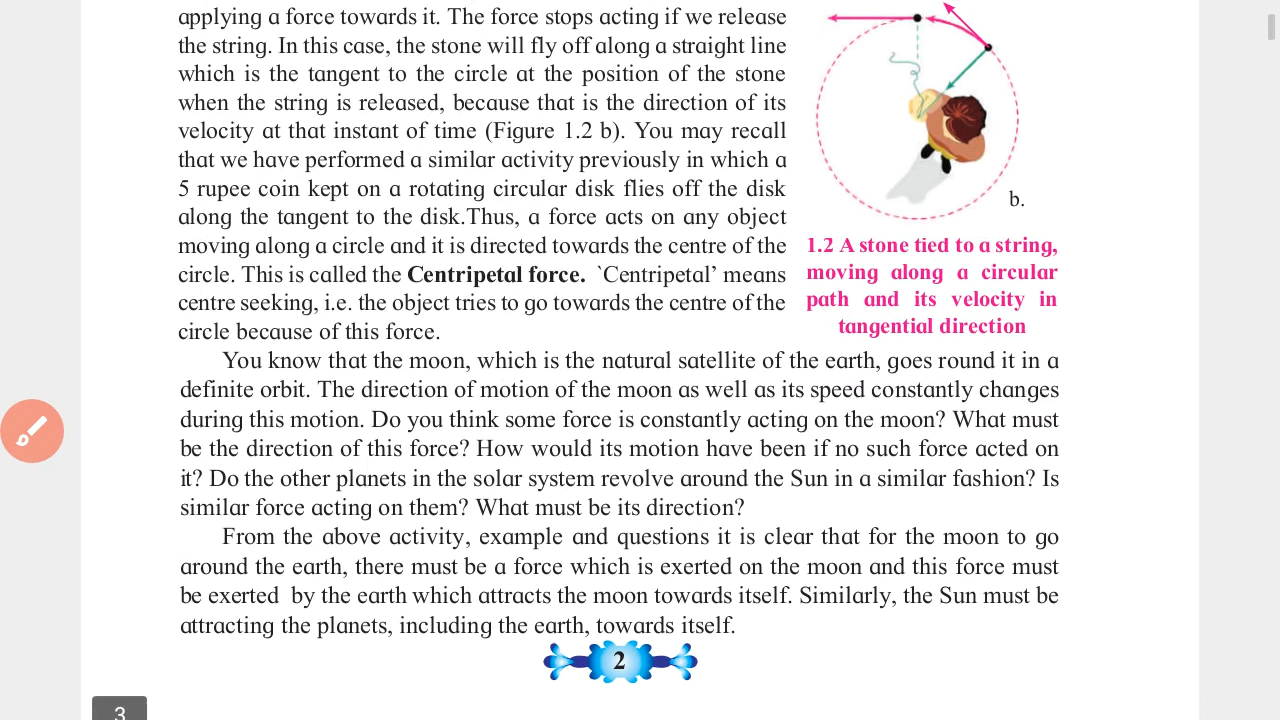 applying a force towards it. The force stops acting if we release
the string. In this case, the stone will fly off along a straight line
which is the tangent to the circle at the position of the stone
when the string is released, because that is the direction of its
velocity at that instant of time (Figure 1.2 b). You may recall
that we have performed a similar activity previously in which a
5 rupee coin kept on a rotating circular disk flies off the disk
along the tangent to the disk.Thus, a force acts on any object
moving along a circle and it is directed towards the centre of the
circle. This is called the Centripetal force. `Centripetal’ means
centre seeking, i.e. the object tries to go towards the centre of the
circle because of this force.
b.
1.2 A stone tied to a string,
moving along a circular
path and its velocity in
tangential direction
You know that the moon, which is the natural satellite of the earth, goes round it in a
definite orbit. The direction of motion of the moon as well as its speed constantly changes
during this motion. Do you think some force is constantly acting on the moon? What must
be the direction of this force? How would its motion have been if no such force acted on
it? Do the other planets in the solar system revolve around the Sun in a similar fashion? Is
similar force acting on them? What must be its direction?
From the above activity, example and questions it is clear that for the moon to go
around the earth, there must be a force which is exerted on the moon and this force must
be exerted by the earth which attracts the moon towards itself. Similarly, the Sun must be
attracting the planets, including the earth, towards itself.
2
3